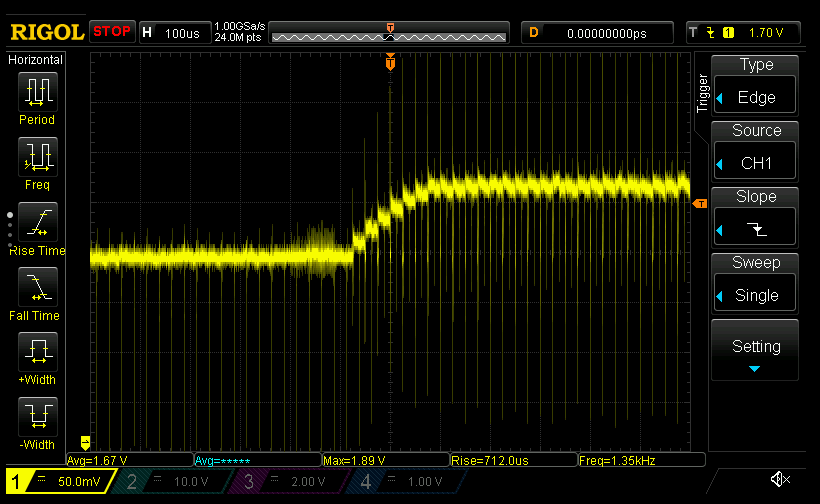 RIGOL STOP H 100us 1.00GSa/s D 0.00000000ps T 1 1.70 V
24.0M pts
T
Horizontal
Period
Freq
Rise Time
Fall Time
+Width
-Width
T
T
Trigger
Type
Edge
Source
CH1
Slope
Sweep
Single
Setting
Avg=1.67 V Avg=***** Max=1.89 V Rise=712.0us Freq=1.35kHz
1 50.0mV 2 10.0 V 3 2.00 V 4 1.00 V